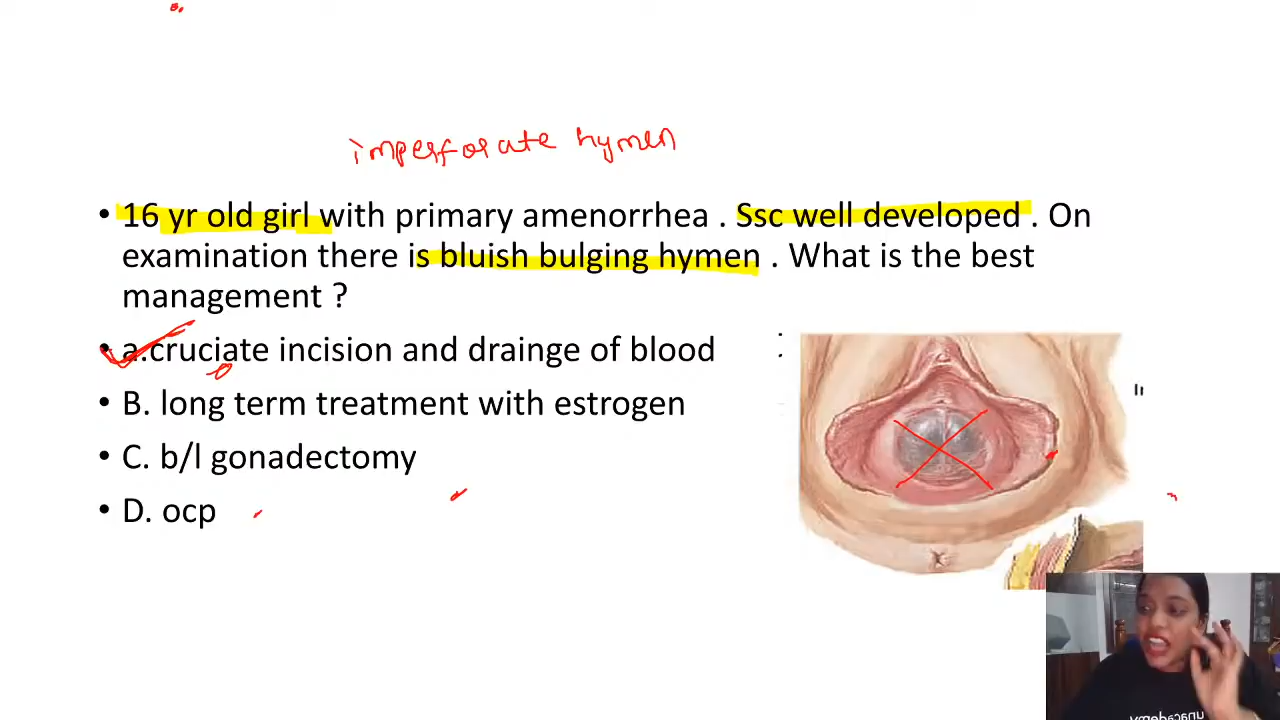 imperforate hymen
• 16 yr old girl with primary amenorrhea . Ssc well developed . On
examination there is bluish bulging hymen . What is the best
management ?
• a.cruciate incision and drainge of blood
• B. long term treatment with estrogen
• C. b/l gonadectomy
• D. ocp